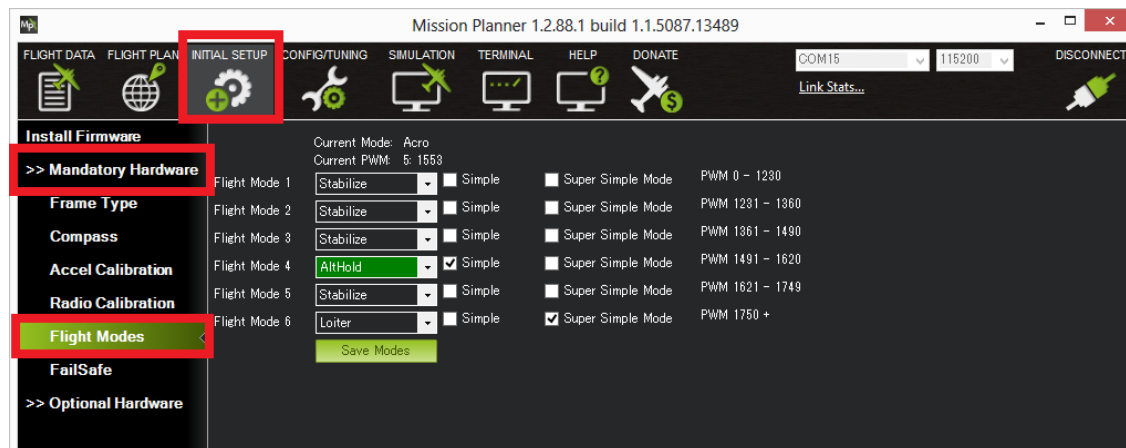 Mp
Mission Planner 1.2.88.1 build 1.1.5087.13489
FLIGHT DATA FLIGHT PLAN INITIAL SETUP CONFIG/TUNING SIMULATION TERMINAL HELP DONATE COM15 115200 DISCONNECT
Link Stats...
Install Firmware
>> Mandatory Hardware
Frame Type
Compass
Accel Calibration
Radio Calibration
Flight Modes
FailSafe
>> Optional Hardware
Current Mode: Acro
Current PWM: 5: 1553
Flight Mode 1 Stabilize Simple Super Simple Mode PWM 0 - 1230
Flight Mode 2 Stabilize Simple Super Simple Mode PWM 1231 - 1360
Flight Mode 3 Stabilize Simple Super Simple Mode PWM 1361 - 1490
Flight Mode 4 AltHold Simple Super Simple Mode PWM 1491 - 1620
Flight Mode 5 Stabilize Simple Super Simple Mode PWM 1621 - 1749
Flight Mode 6 Loiter Simple Super Simple Mode PWM 1750 +
Save Modes